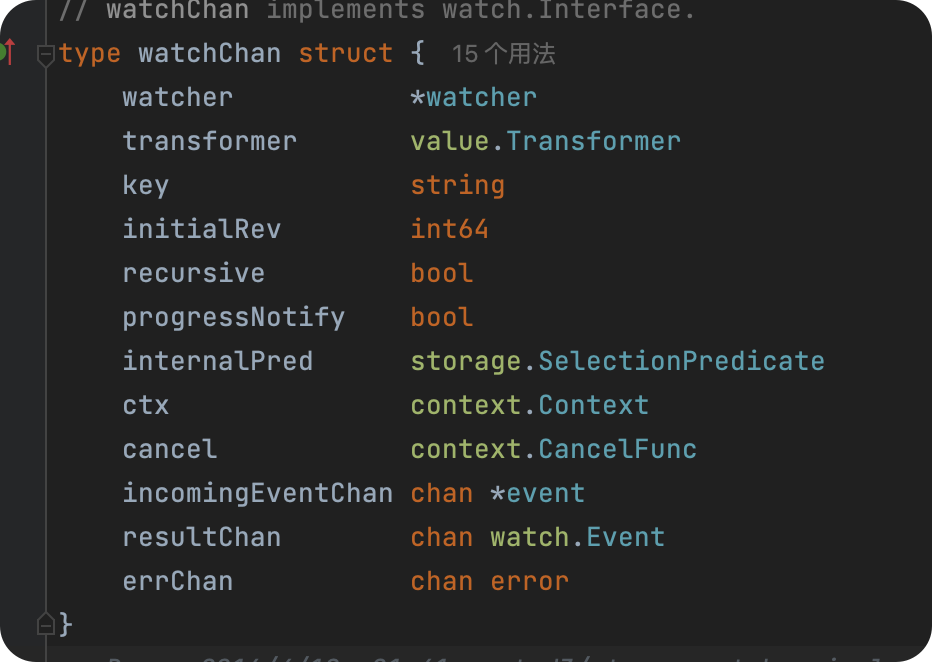 // watchChan implements watch.Interface.
type watchChan struct { 15 个用法
watcher *watcher
transformer value.Transformer
key string
initialRev int64
recursive bool
progressNotify bool
internalPred storage.SelectionPredicate
ctx context.Context
cancel context.CancelFunc
incomingEventChan chan *event
resultChan chan watch.Event
errChan chan error
}